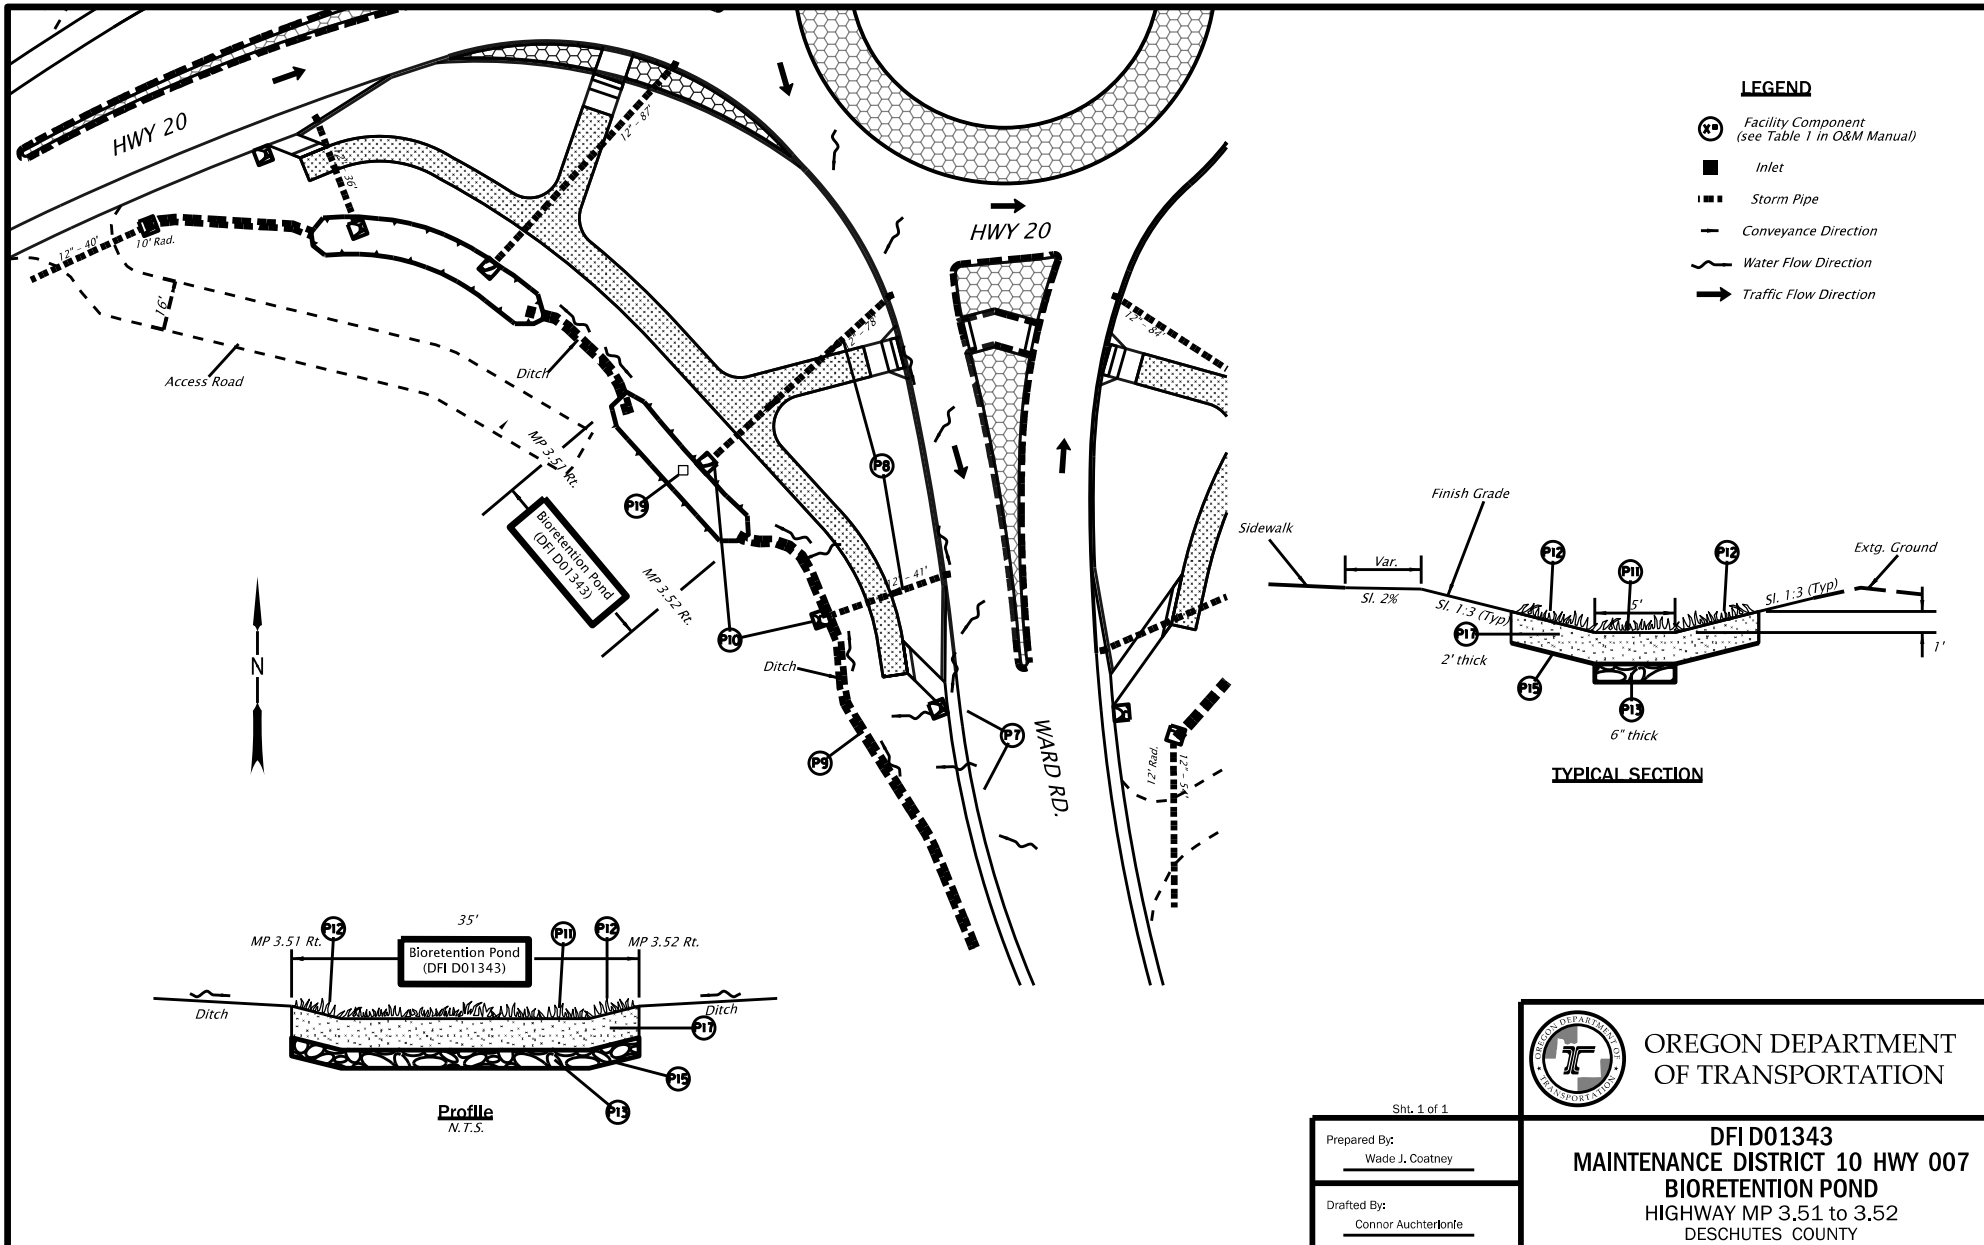 HWY 20
12" - 87'
12" - 36'
12" - 40'
10' Rad.
16'
Access Road
Ditch
12" - 78'
HWY 20
12" - 84'
P8
MP 3.51 Rt.
P19
Bioretention Pond
(DFI D01343)
MP 3.52 Rt.
12" - 41'
P10
Ditch
P9
P7
WARD RD.
12' Rad.
N
LEGEND
X
Facility Component
(see Table 1 in O&M Manual)
Inlet
Storm Pipe
Conveyance Direction
Water Flow Direction
Traffic Flow Direction
Finish Grade
Sidewalk
Var.
Sl. 2%
Sl. 1:3 (Typ)
P12
P11
5'
P12
Sl. 1:3 (Typ)
Extg. Ground
1'
P17
2' thick
P15
P13
6" thick
TYPICAL SECTION
35'
MP 3.51 Rt.
P12
Bioretention Pond
(DFI D01343)
P11
P12
MP 3.52 Rt.
Ditch
Ditch
P17
P15
P13
Profile
N.T.S.
OREGON DEPARTMENT OF
TRANSPORTATION
OREGON DEPARTMENT
OF TRANSPORTATION
Sht. 1 of 1
Prepared By:
Wade J. Coatney
Drafted By:
Connor Auchterlonie
DFI D01343
MAINTENANCE DISTRICT 10 HWY 007
BIORETENTION POND
HIGHWAY MP 3.51 to 3.52
DESCHUTES COUNTY